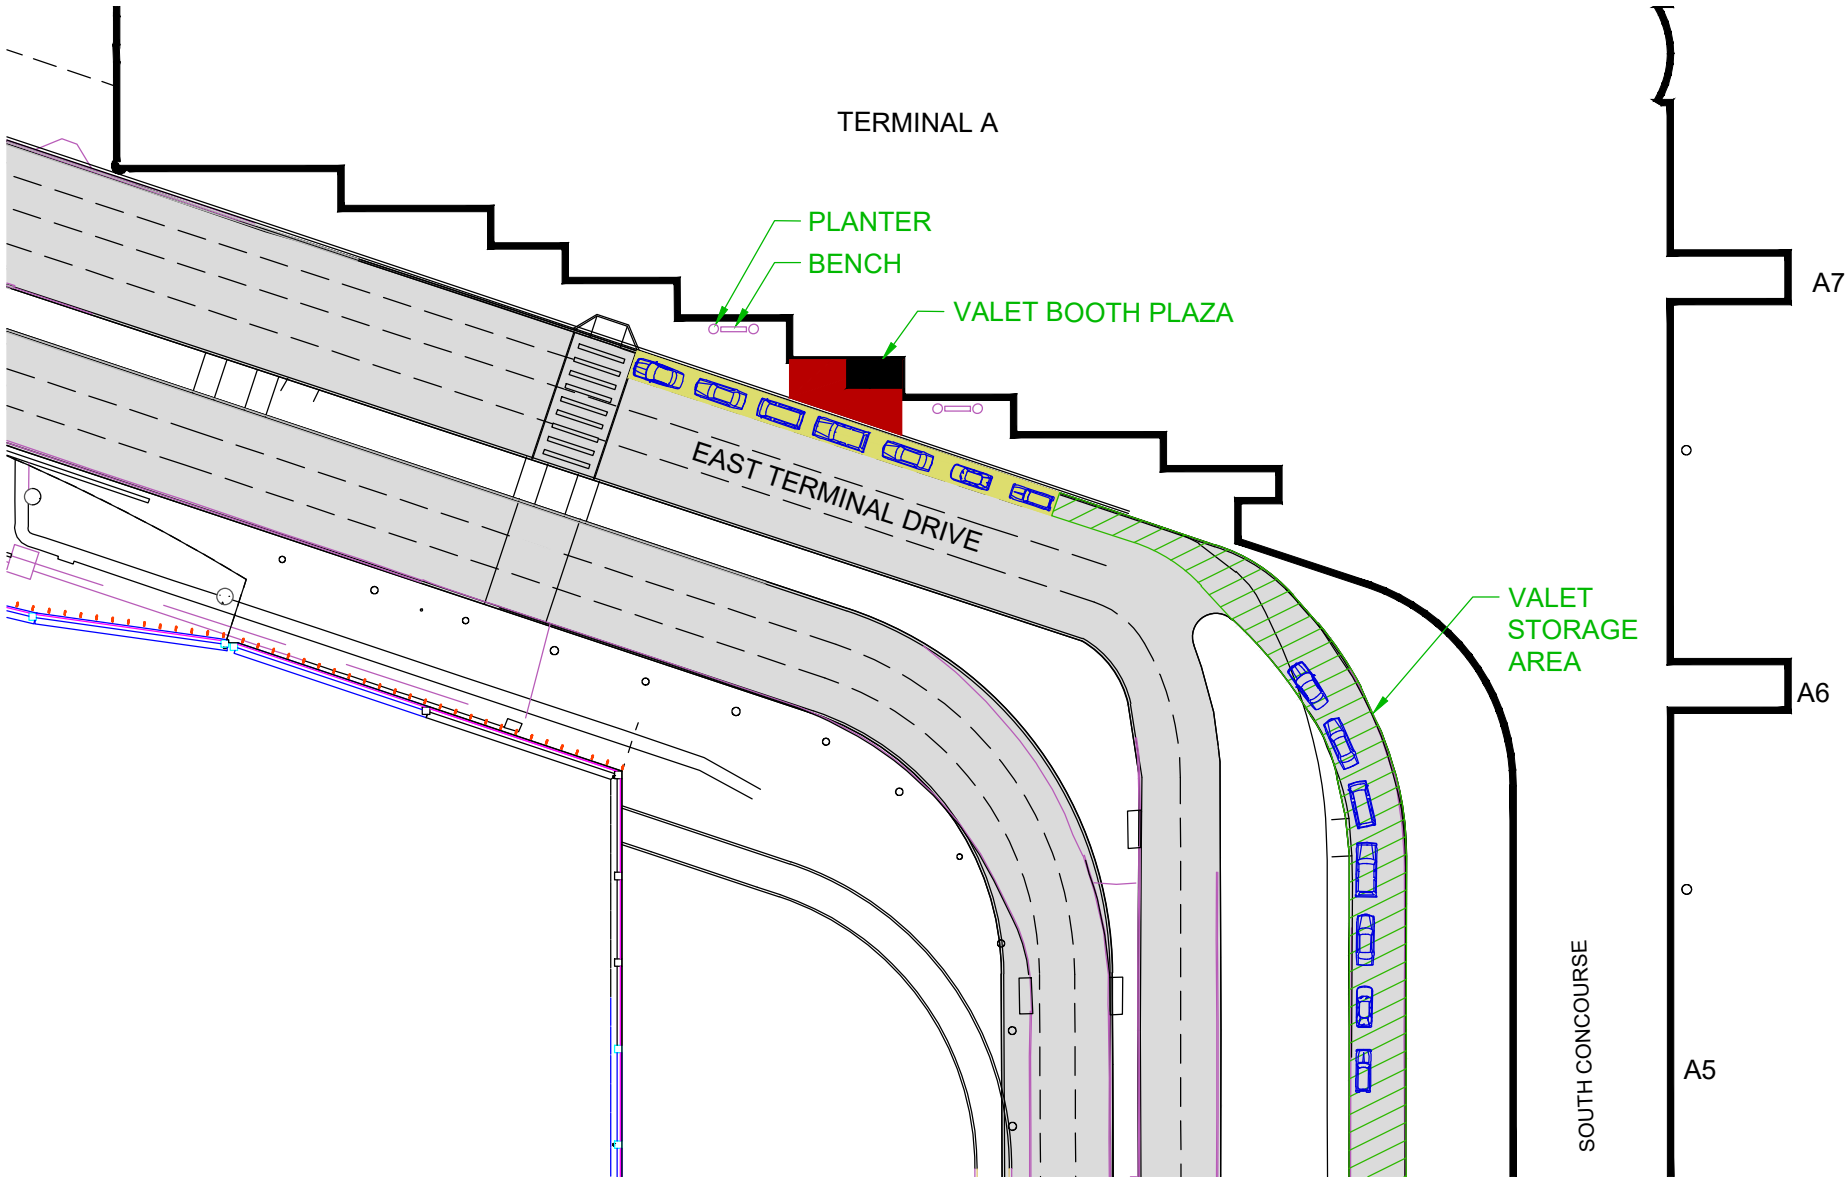 TERMINAL A
PLANTER
BENCH
A7
VALET BOOTH PLAZA
EAST TERMINAL DRIVE
VALET
STORAGE
AREA
A6
SOUTH CONCOURSE
A5